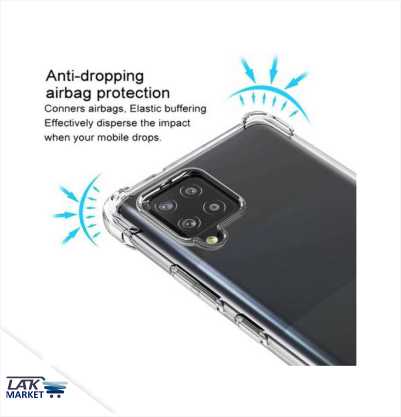 Anti-dropping
airbag protection
Conners airbags, Elastic buffering
Effectively disperse the impact
when your mobile drops.
LAK
MARKET